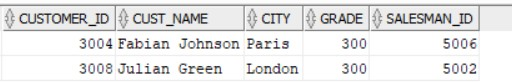 CUSTOMER_ID CUST_NAME CITY GRADE SALESMAN_ID
3004 Fabian Johnson Paris 300 5006
3008 Julian Green London 300 5002